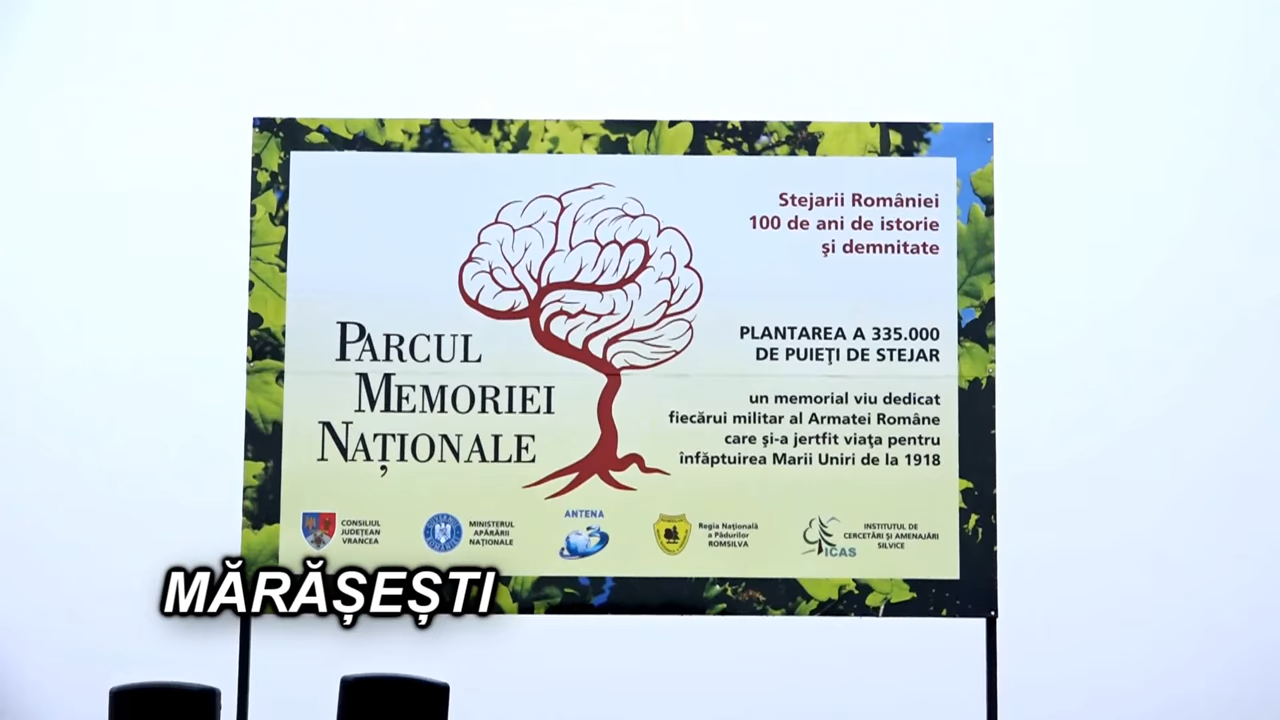 Stejarii României
100 de ani de istorie
şi demnitate
PARCUL
MEMORIEI
NAȚIONALE
PLANTAREA A 335.000
DE PUIEŢI DE STEJAR
un memorial viu dedicat
fiecărui militar al Armatei Române
care şi-a jertfit viaţa pentru
înfăptuirea Marii Uniri de la 1918
CONSILIUL
JUDEŢEAN
VRANCEA
MINISTERUL
APĂRĂRII
NAŢIONALE
ANTENA
Regia Naţională
a Pădurilor
ROMSILVA
ICAS
INSTITUTUL DE
CERCETĂRI ŞI AMENAJĂRI
SILVICE
MĂRĂȘEȘTI